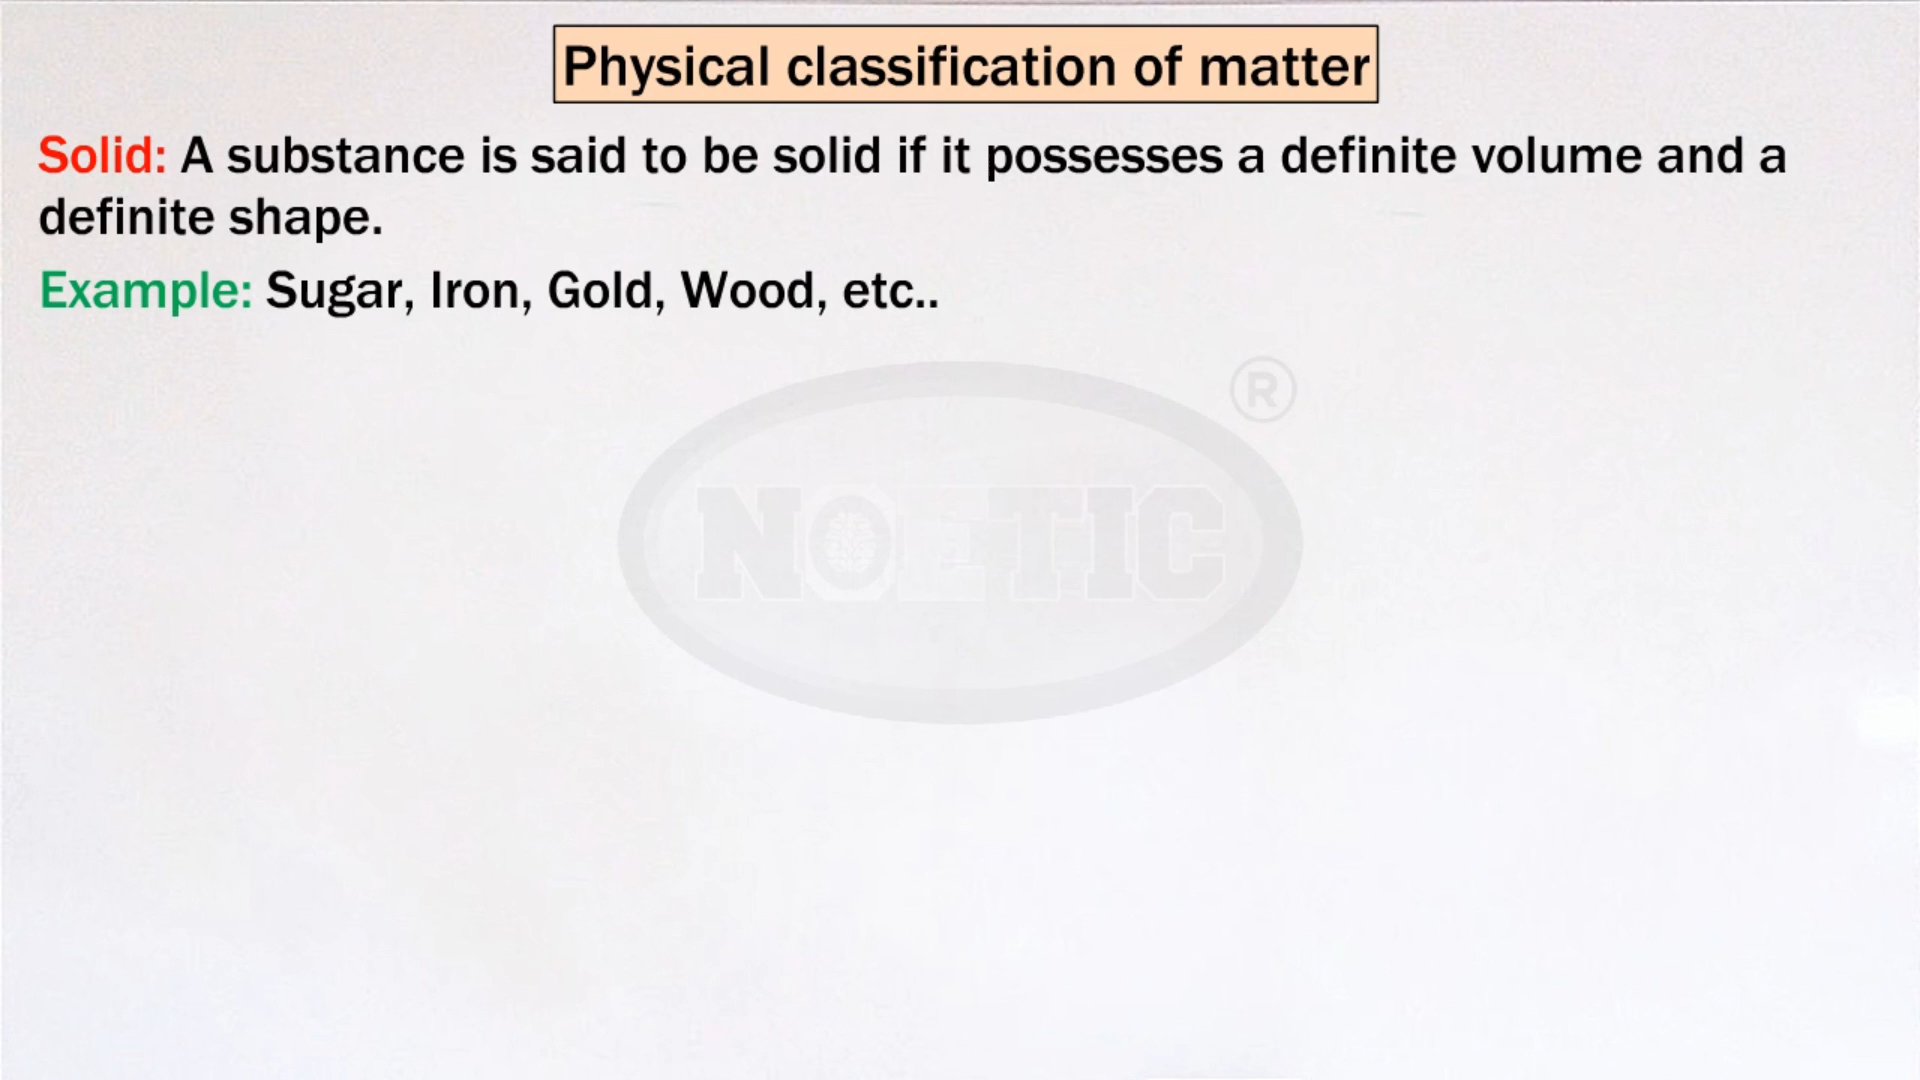 Physical classification of matter
Solid: A substance is said to be solid if it possesses a definite volume and a
definite shape.
Example: Sugar, Iron, Gold, Wood, etc..
®
NOETIC